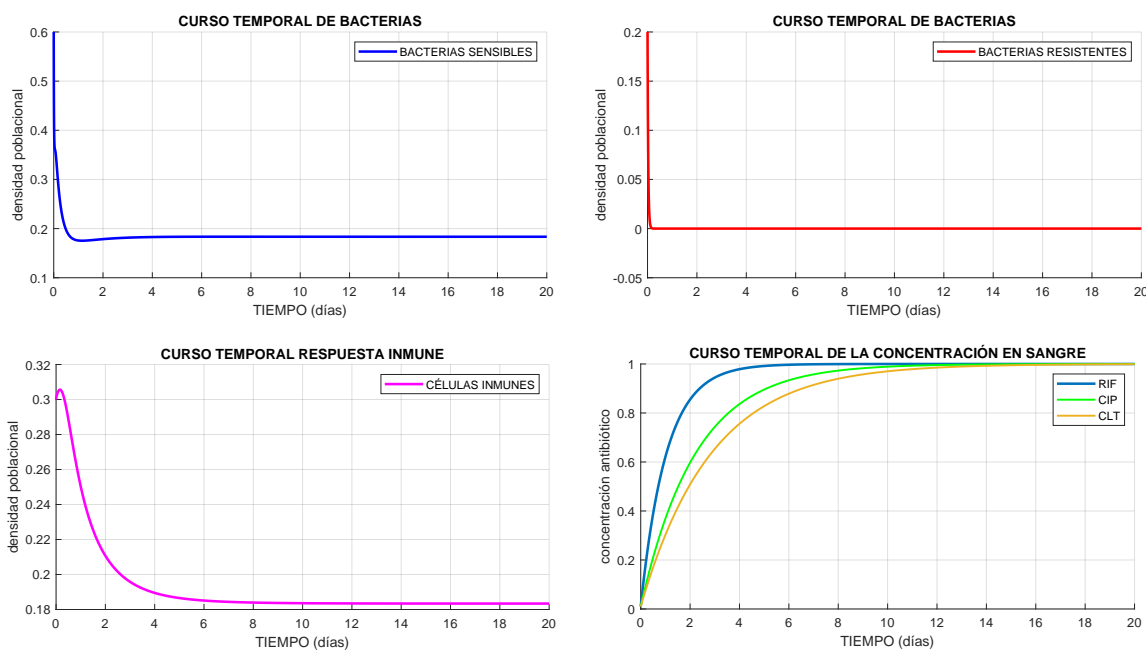 CURSO TEMPORAL DE BACTERIAS
0.6
0.5
0.4
0.3
0.2
0.1
densidad poblacional
BACTERIAS SENSIBLES
0 2 4 6 8 10 12 14 16 18 20
TIEMPO (días)
CURSO TEMPORAL DE BACTERIAS
0.2
0.15
0.1
0.05
0
-0.05
densidad poblacional
BACTERIAS RESISTENTES
0 2 4 6 8 10 12 14 16 18 20
TIEMPO (días)
CURSO TEMPORAL RESPUESTA INMUNE
0.32
0.3
0.28
0.26
0.24
0.22
0.2
0.18
densidad poblacional
CÉLULAS INMUNES
0 2 4 6 8 10 12 14 16 18 20
TIEMPO (días)
CURSO TEMPORAL DE LA CONCENTRACIÓN EN SANGRE
1
0.8
0.6
0.4
0.2
0
concentración antibiótico
RIF
CIP
CLT
0 2 4 6 8 10 12 14 16 18 20
TIEMPO (días)